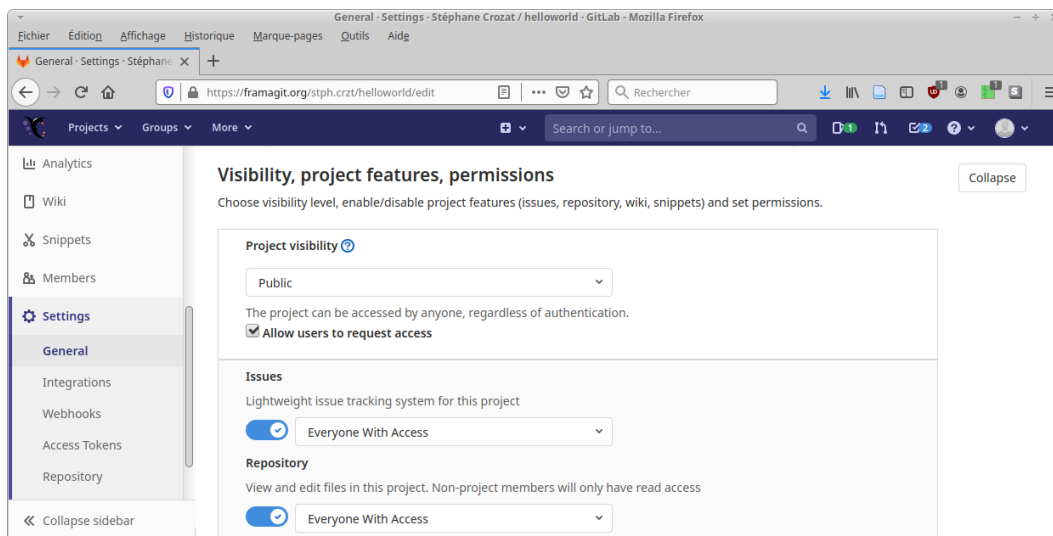 General - Settings · Stéphane Crozat / helloworld · GitLab - Mozilla Firefox
Fichier Édition Affichage Historique Marque-pages Outils Aide
General · Settings · Stéphane
https://framagit.org/stph.crzt/helloworld/edit
Rechercher
1
1
S
Projects Groups More
Search or jump to...
1
2
Analytics
Wiki
Snippets
Members
Settings
General
Integrations
Webhooks
Access Tokens
Repository
Collapse sidebar
Visibility, project features, permissions
Collapse
Choose visibility level, enable/disable project features (issues, repository, wiki, snippets) and set permissions.
Project visibility
Public
The project can be accessed by anyone, regardless of authentication.
Allow users to request access
Issues
Lightweight issue tracking system for this project
Everyone With Access
Repository
View and edit files in this project. Non-project members will only have read access
Everyone With Access